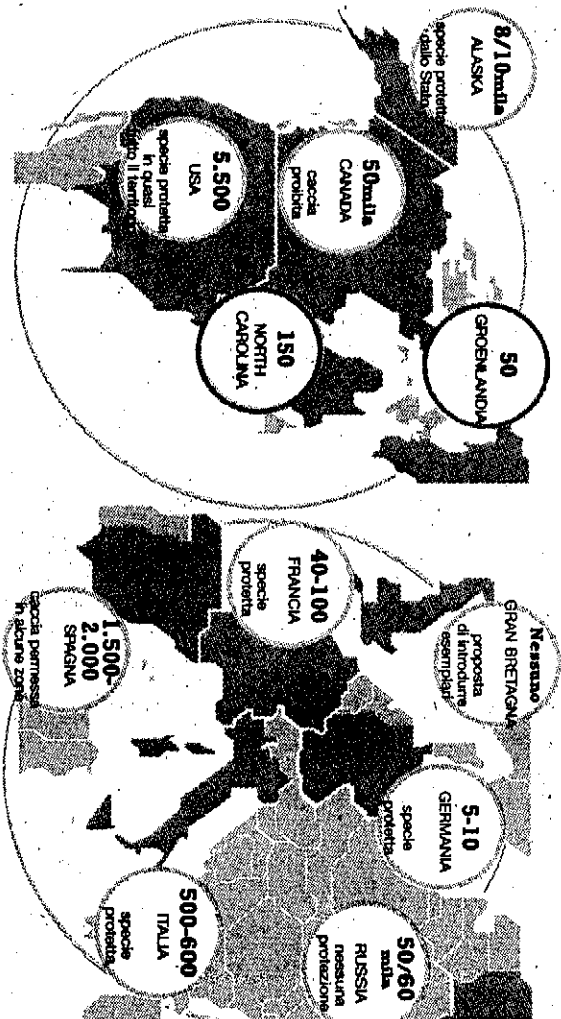 8/10mila
ALASKA
specie protetta
dallo Stato
50mila
CANADA
caccia
proibita
5.500
USA
specie protetta
in quasi
tutto il territorio
50
GROENLANDIA
150
NORTH
CAROLINA
Nessuno
GRAN BRETAGNA
proposta
di introdurre
esemplari
40-100
FRANCIA
specie
protetta
1.500-
2.000
SPAGNA
caccia permessa
in alcune zone
5-10
GERMANIA
specie
protetta
50/60
mila
RUSSIA
nessuna
protezione
500-600
ITALIA
specie
protetta